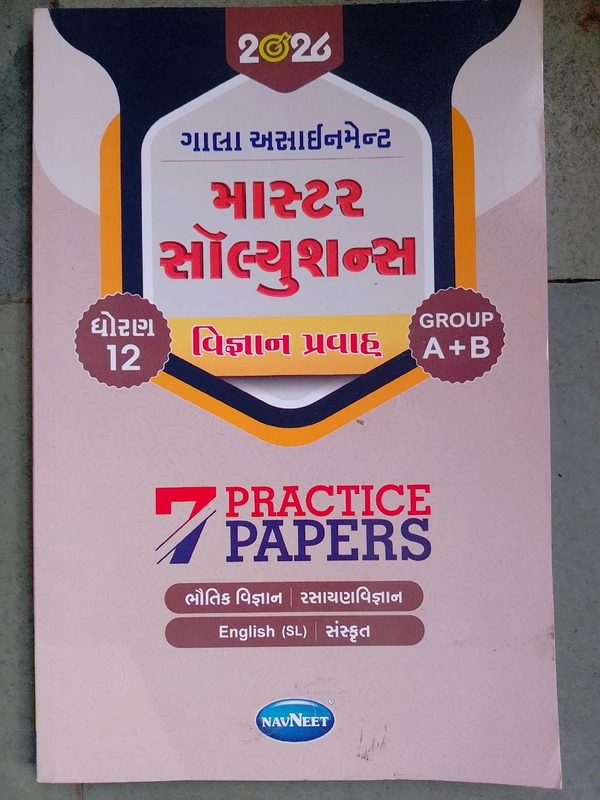 2026
ગાલા અસાઈનમેન્ટ
માસ્ટર
સૉલ્યુશન્સ
ધોરણ
12
વિજ્ઞાન પ્રવાહ
GROUP
A+B
7 PRACTICE
PAPERS
ભૌતિક વિજ્ઞાન | રસાયણવિજ્ઞાન
English (SL) | સંસ્કૃત
NAVNEET